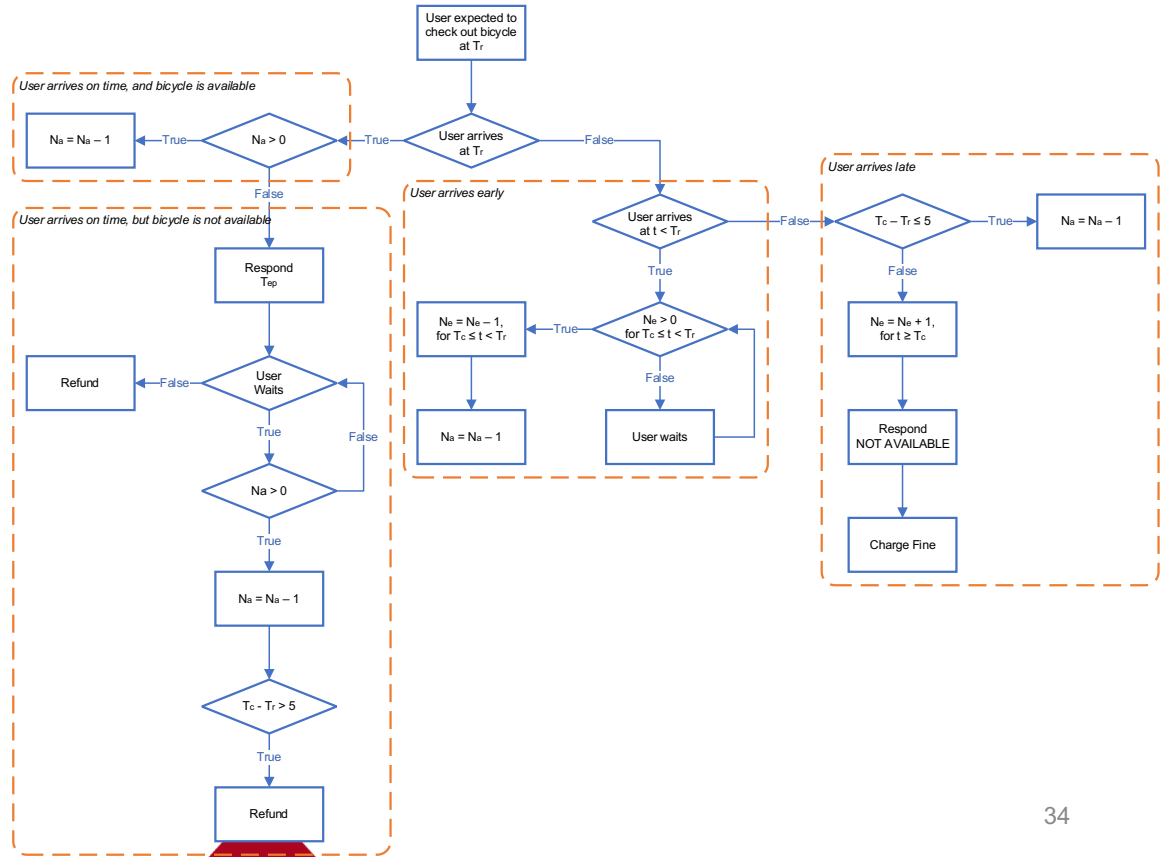 User expected to
check out bicycle
at Tr
User arrives on time, and bicycle is available
Na = Na – 1
True
Na > 0
True
User arrives
at Tr
False
False
User arrives on time, but bicycle is not available
Respond
Tep
Refund
False
User
Waits
True
False
Na > 0
True
Na = Na – 1
Tc - Tr > 5
True
Refund
User arrives early
User arrives
at t < Tr
False
True
Ne = Ne – 1,
for Tc ≤ t < Tr
True
Ne > 0
for Tc ≤ t < Tr
False
Na = Na – 1
User waits
User arrives late
Tc – Tr ≤ 5
True
Na = Na – 1
False
Ne = Ne + 1,
for t ≥ Tc
Respond
NOT AVAILABLE
Charge Fine
34